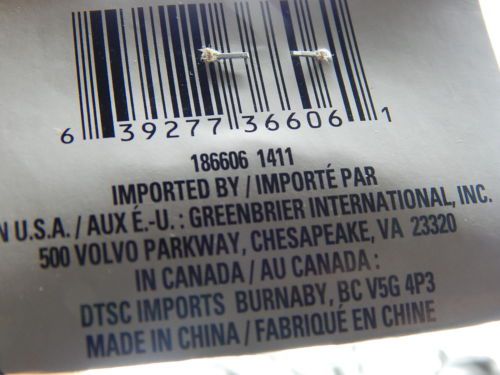 6 39277 36606 1
186606 1411
IMPORTED BY / IMPORTÉ PAR
N U.S.A. / AUX É.-U. : GREENBRIER INTERNATIONAL, INC.
500 VOLVO PARKWAY, CHESAPEAKE, VA 23320
IN CANADA / AU CANADA :
DTSC IMPORTS BURNABY, BC V5G 4P3
MADE IN CHINA / FABRIQUÉ EN CHINE